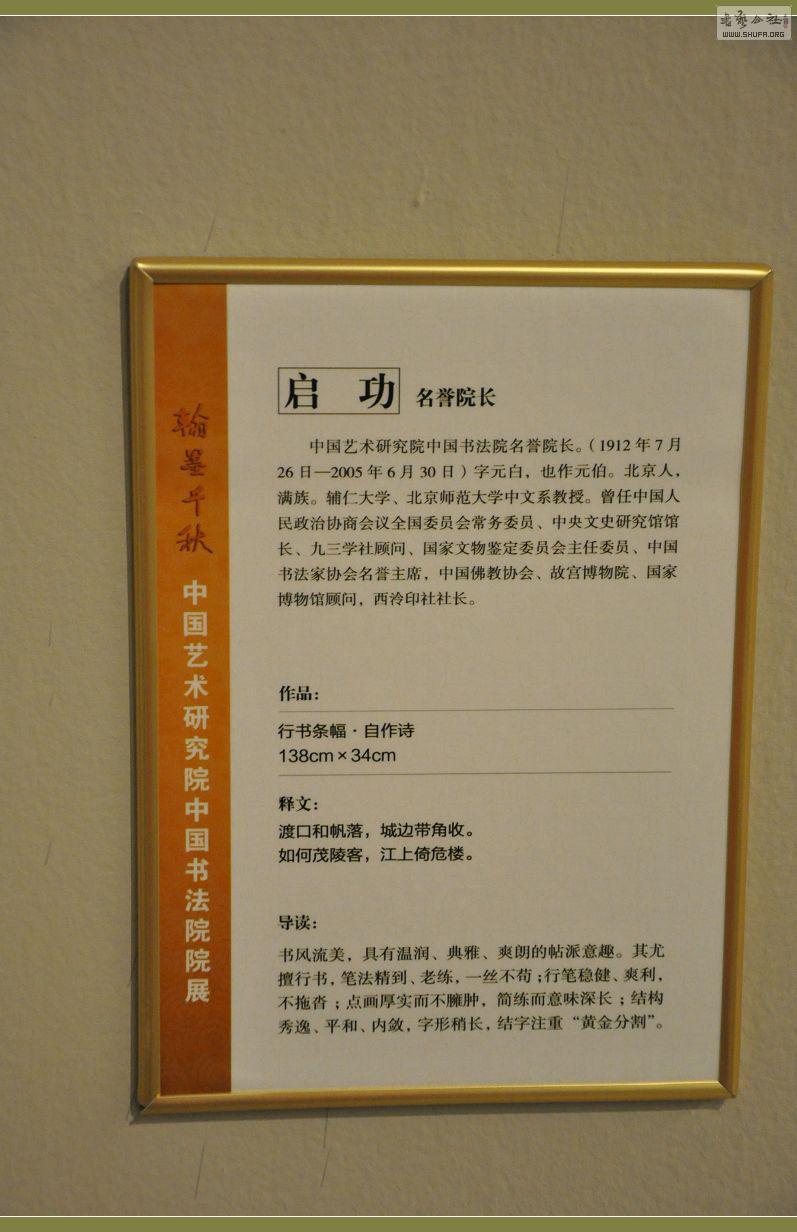 书法公社
WWW.SHUFA.ORG
启 功 名誉院长
中国艺术研究院中国书法院名誉院长。（1912 年 7 月
26 日—2005 年 6 月 30 日）字元白，也作元伯。北京人，
满族。辅仁大学、北京师范大学中文系教授。曾任中国人
民政治协商会议全国委员会常务委员、中央文史研究馆馆
长、九三学社顾问、国家文物鉴定委员会主任委员、中国
书法家协会名誉主席，中国佛教协会、故宫博物院、国家
博物馆顾问，西泠印社社长。
作品：
行书条幅·自作诗
138cm×34cm
释文：
渡口和帆落，城边带角收。
如何茂陵客，江上倚危楼。
导读：
书风流美，具有温润、典雅、爽朗的帖派意趣。其尤
擅行书，笔法精到、老练，一丝不苟；行笔稳健、爽利，
不拖沓；点画厚实而不臃肿，简练而意味深长；结构
秀逸、平和、内敛，字形稍长，结字注重“黄金分割”。
翰墨千秋
中国艺术研究院中国书法院院展